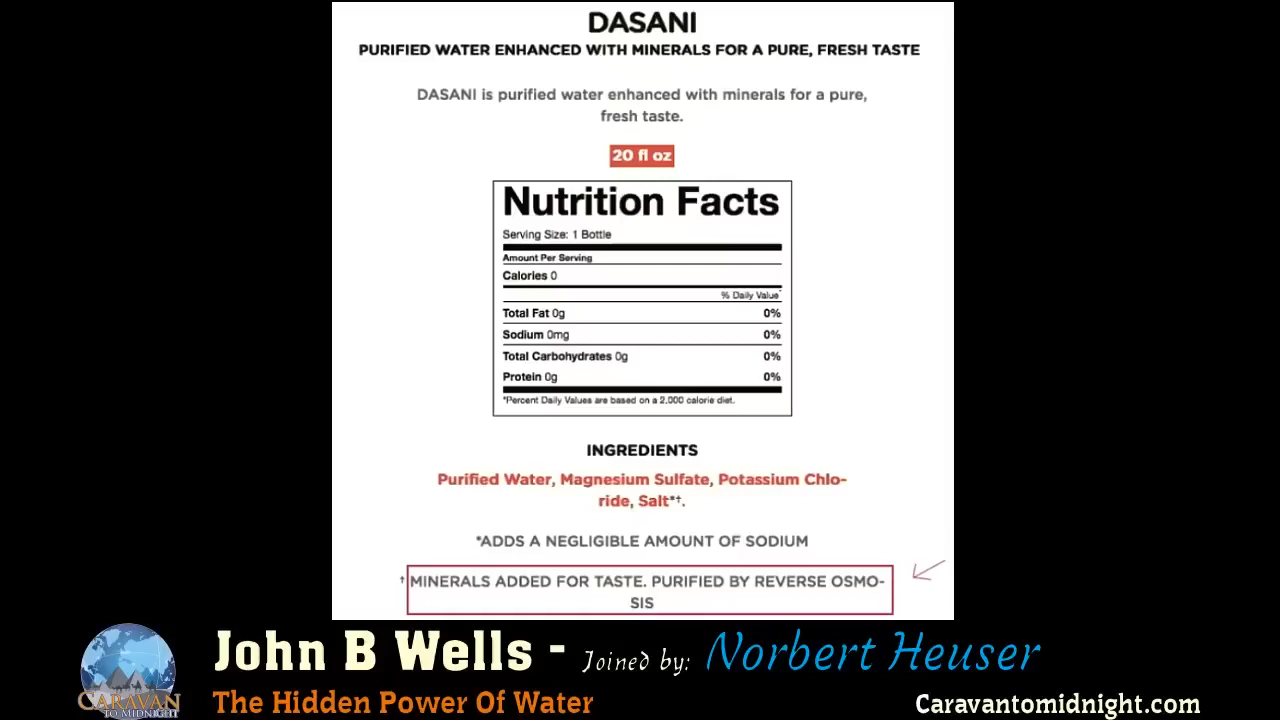 DASANI
PURIFIED WATER ENHANCED WITH MINERALS FOR A PURE, FRESH TASTE
DASANI is purified water enhanced with minerals for a pure,
fresh taste.
20 fl oz
Nutrition Facts
Serving Size: 1 Bottle
Amount Per Serving
Calories 0
% Daily Value*
Total Fat 0g 0%
Sodium 0mg 0%
Total Carbohydrates 0g 0%
Protein 0g 0%
*Percent Daily Values are based on a 2,000 calorie diet.
INGREDIENTS
Purified Water, Magnesium Sulfate, Potassium Chlo-
ride, Salt*†.
*ADDS A NEGLIGIBLE AMOUNT OF SODIUM
†MINERALS ADDED FOR TASTE. PURIFIED BY REVERSE OSMO-
SIS
John B Wells - Joined by: Norbert Heuser
CARAVAN
TO MIDNIGHT
The Hidden Power Of Water
Caravantomidnight.com